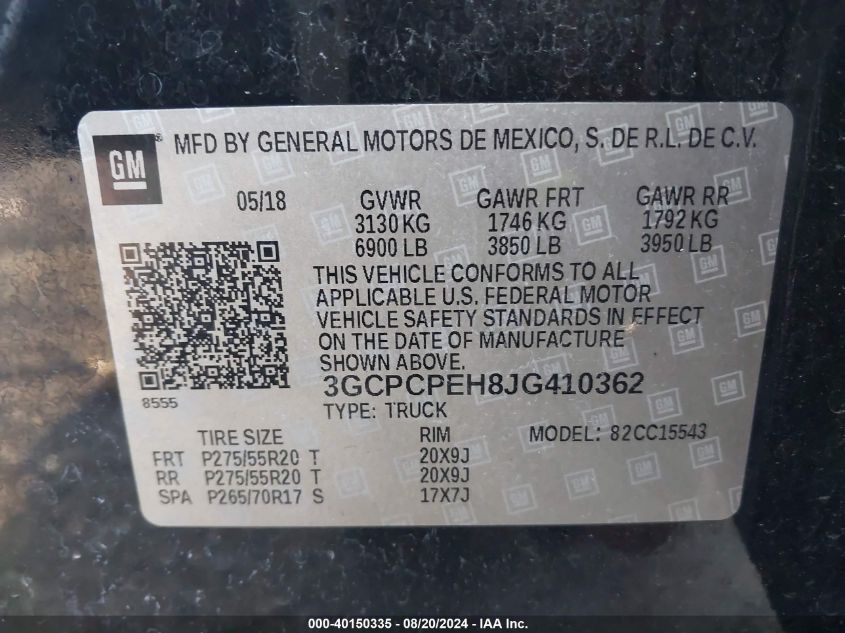 GM ® MFD BY GENERAL MOTORS DE MEXICO, S. DE R.L. DE C.V.
05/18 GVWR GAWR FRT GAWR RR
3130 KG 1746 KG 1792 KG
6900 LB 3850 LB 3950 LB
THIS VEHICLE CONFORMS TO ALL
APPLICABLE U.S. FEDERAL MOTOR
VEHICLE SAFETY STANDARDS IN EFFECT
ON THE DATE OF MANUFACTURE
SHOWN ABOVE.
3GCPCPEH8JG410362
8555 TYPE: TRUCK
TIRE SIZE RIM MODEL: 82CC15543
FRT P275/55R20 T 20X9J
RR P275/55R20 T 20X9J
SPA P265/70R17 S 17X7J
000-40150335 - 08/20/2024 - IAA, Inc.